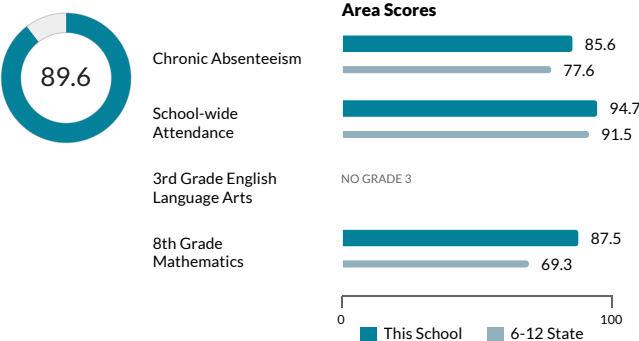 Area Scores
89.6
Chronic Absenteeism
85.6
77.6
School-wide
Attendance
94.7
91.5
3rd Grade English
Language Arts
NO GRADE 3
8th Grade
Mathematics
87.5
69.3
0
100
This School
6-12 State